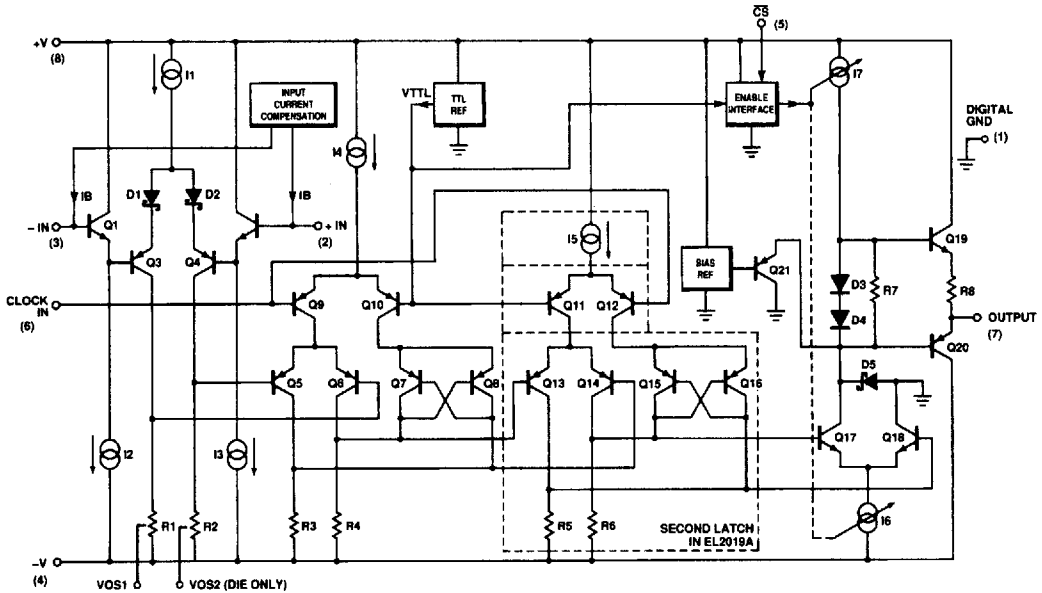 CS
(5)
+V
(8)
I1
INPUT
CURRENT
COMPENSATION
VTTL
TTL
REF
ENABLE
INTERFACE
I7
DIGITAL
GND
(1)
I4
IB
D1
D2
IB
– IN
(3)
Q1
+ IN
(2)
Q3
Q4
I5
BIAS
REF
Q21
Q19
D3
R7
R8
CLOCK
IN
(6)
Q9
Q10
Q11
Q12
D4
OUTPUT
(7)
Q20
Q5
Q6
Q7
Q8
Q13
Q14
Q15
Q16
D5
Q17
Q18
I2
I3
R1
R2
R3
R4
R5
R6
SECOND LATCH
IN EL2019A
I6
–V
(4)
VOS1
VOS2 (DIE ONLY)